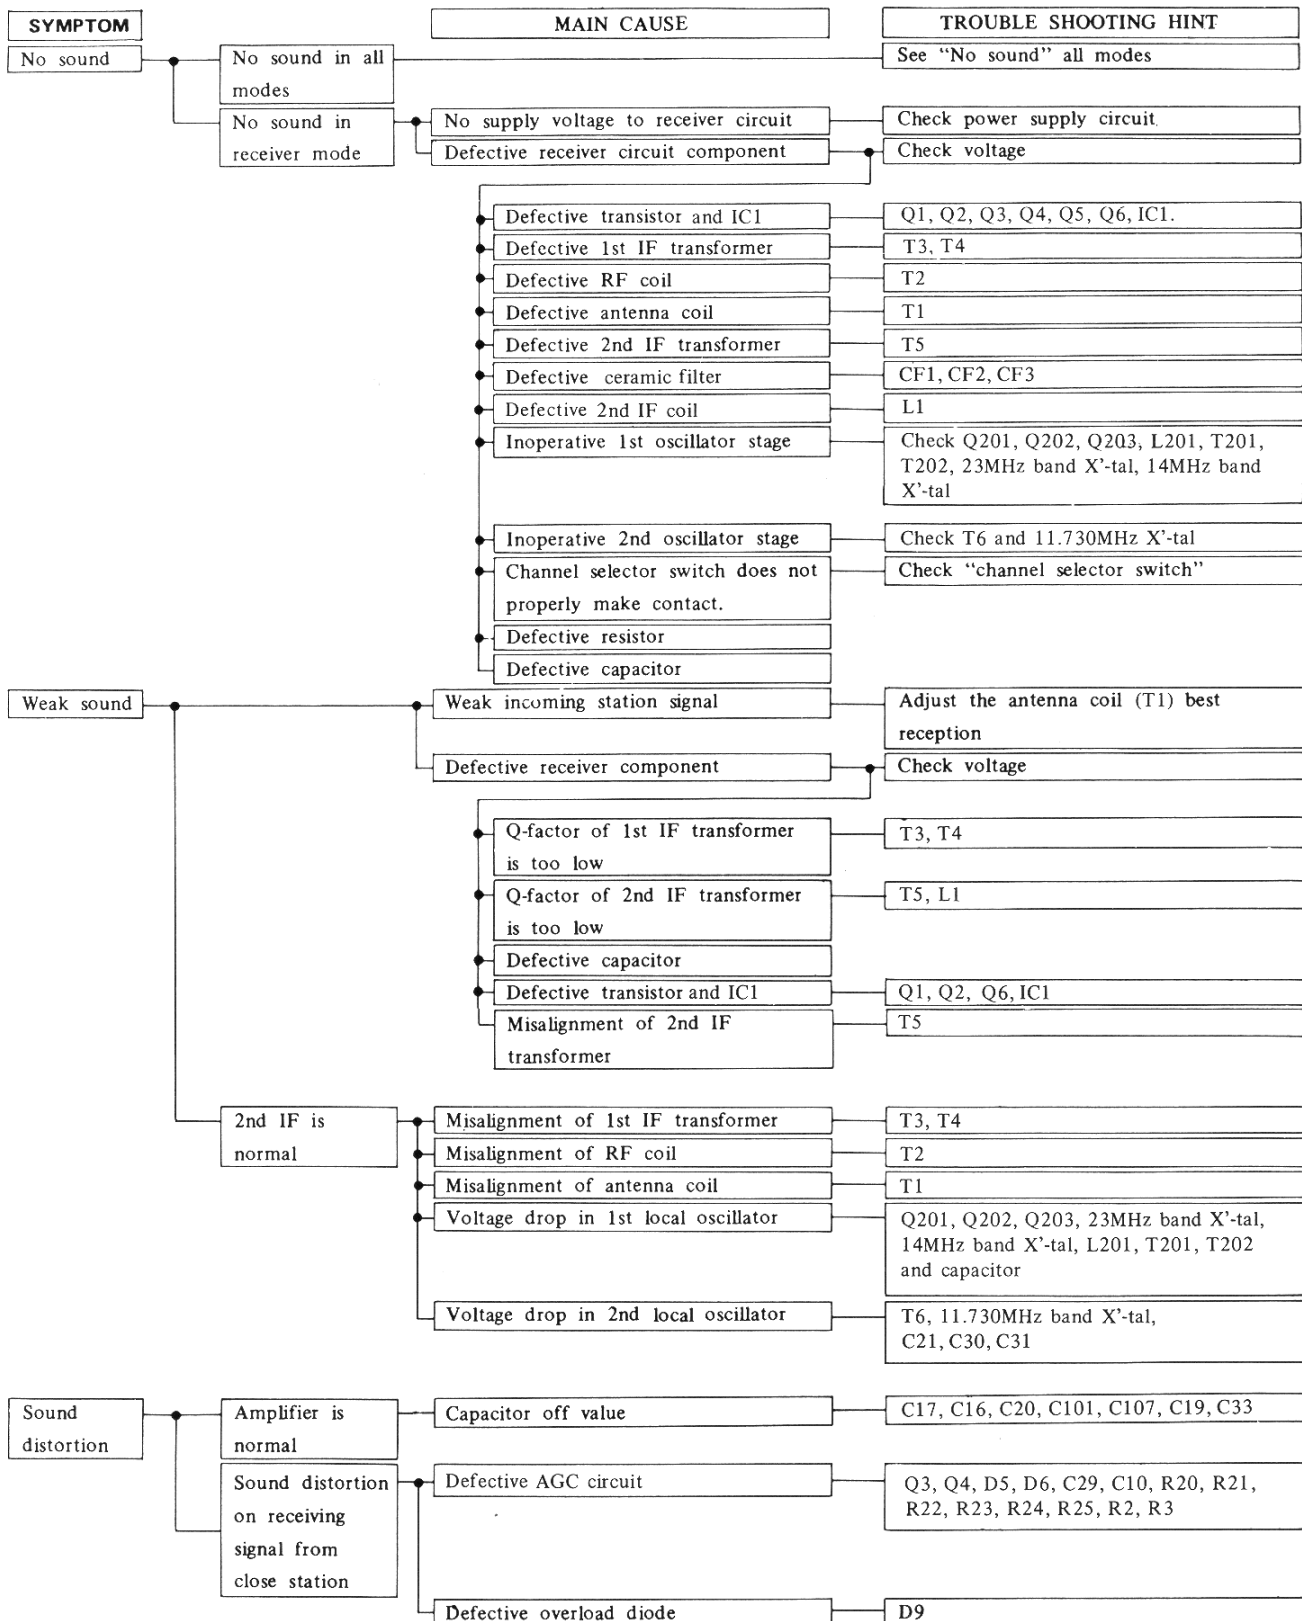 SYMPTOM
MAIN CAUSE
TROUBLE SHOOTING HINT
No sound
No sound in all
modes
See “No sound” all modes
No sound in
receiver mode
No supply voltage to receiver circuit
Check power supply circuit.
Defective receiver circuit component
Check voltage
Defective transistor and IC1
Q1, Q2, Q3, Q4, Q5, Q6, IC1.
Defective 1st IF transformer
T3, T4
Defective RF coil
T2
Defective antenna coil
T1
Defective 2nd IF transformer
T5
Defective ceramic filter
CF1, CF2, CF3
Defective 2nd IF coil
L1
Inoperative 1st oscillator stage
Check Q201, Q202, Q203, L201, T201,
T202, 23MHz band X'-tal, 14MHz band
X'-tal
Inoperative 2nd oscillator stage
Check T6 and 11.730MHz X'-tal
Channel selector switch does not
properly make contact.
Check “channel selector switch”
Defective resistor
Defective capacitor
Weak sound
Weak incoming station signal
Adjust the antenna coil (T1) best
reception
Defective receiver component
Check voltage
Q-factor of 1st IF transformer
is too low
T3, T4
Q-factor of 2nd IF transformer
is too low
T5, L1
Defective capacitor
Defective transistor and IC1
Q1, Q2, Q6, IC1
Misalignment of 2nd IF
transformer
T5
2nd IF is
normal
Misalignment of 1st IF transformer
T3, T4
Misalignment of RF coil
T2
Misalignment of antenna coil
T1
Voltage drop in 1st local oscillator
Q201, Q202, Q203, 23MHz band X'-tal,
14MHz band X'-tal, L201, T201, T202
and capacitor
Voltage drop in 2nd local oscillator
T6, 11.730MHz band X'-tal,
C21, C30, C31
Sound
distortion
Amplifier is
normal
Capacitor off value
C17, C16, C20, C101, C107, C19, C33
Sound distortion
on receiving
signal from
close station
Defective AGC circuit
Q3, Q4, D5, D6, C29, C10, R20, R21,
R22, R23, R24, R25, R2, R3
Defective overload diode
D9